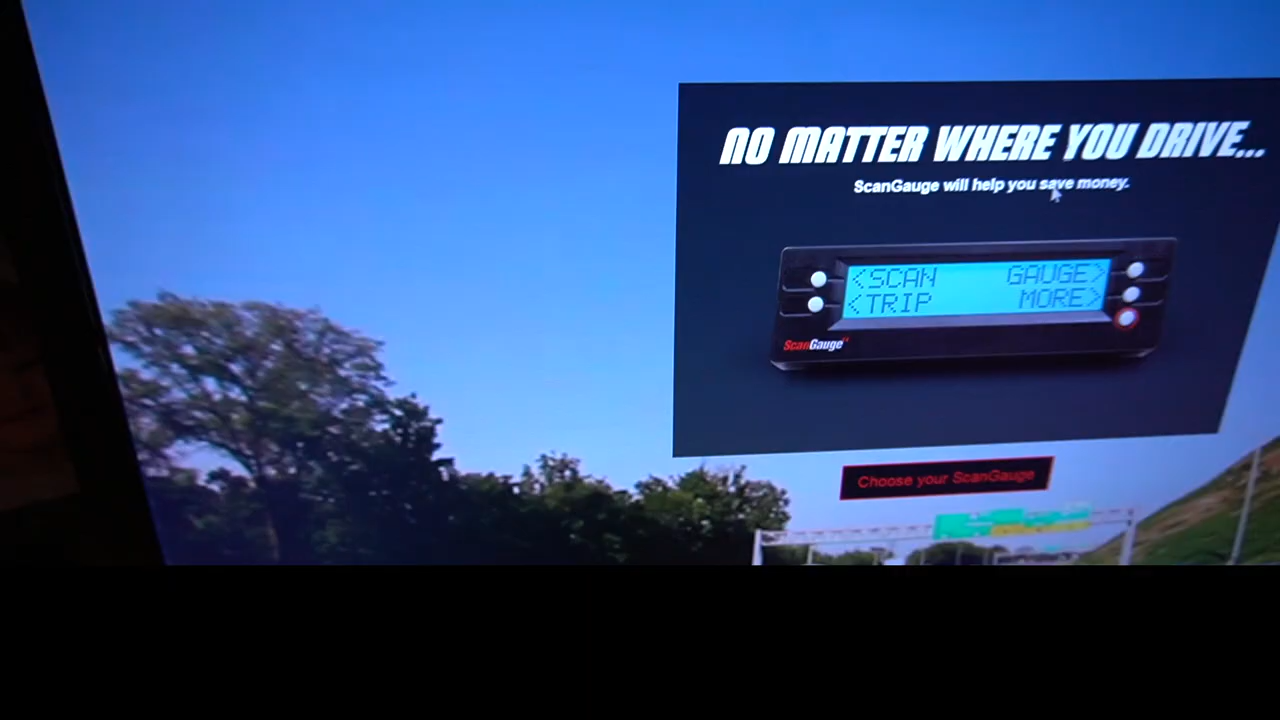 NO MATTER WHERE YOU DRIVE...
ScanGauge will help you save money.
<SCAN GAUGE>
<TRIP MORE>
ScanGauge
Choose your ScanGauge